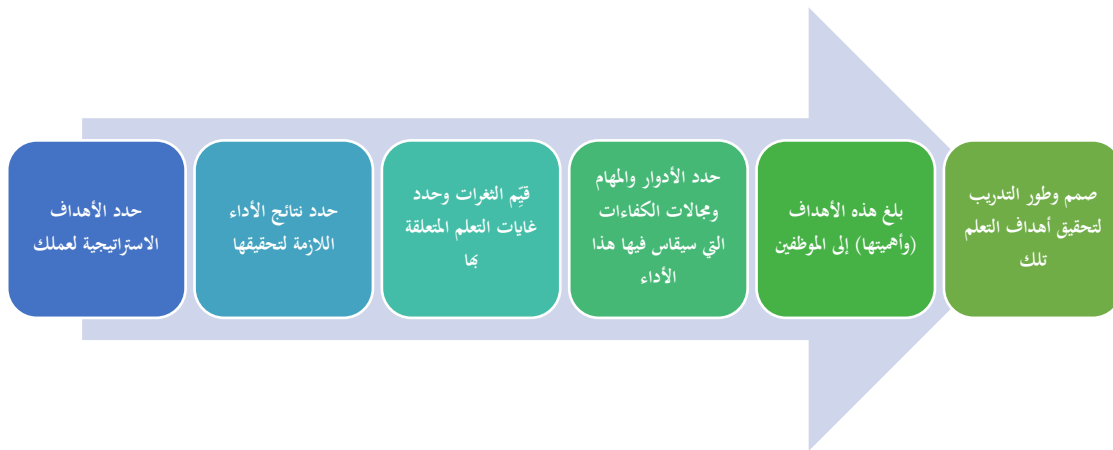 حدد الأهداف
الاستراتيجية لعملك
حدد نتائج الأداء
اللازمة لتحقيقها
قيّم الثغرات وحدد
غايات التعلم المتعلقة
بها
حدد الأدوار والمهام
ومجالات الكفاءات
التي سيقاس فيها هذا
الأداء
بلغ هذه الأهداف
(وأهميتها) إلى الموظفين
صمم وطور التدريب
لتحقيق أهداف التعلم
تلك